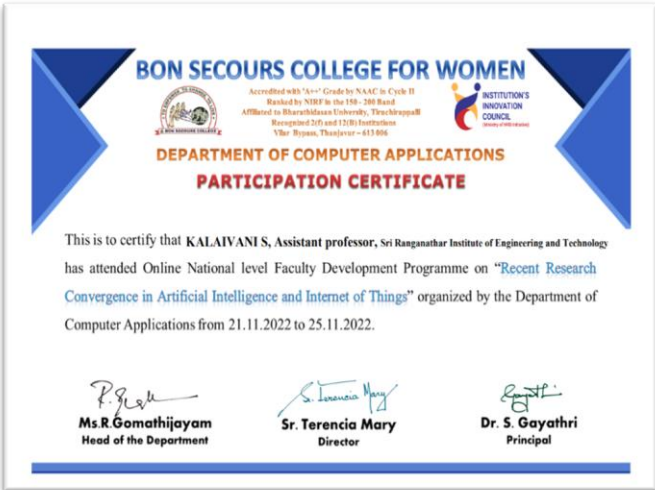 BON SECOURS COLLEGE FOR WOMEN
Accredited with 'A++' Grade by NAAC in Cycle II
Ranked by NIRF in the 150 - 200 Band
Affiliated to Bharathidasan University, Tiruchirappalli
Recognized 2(f) and 12(B) Institutions
Vilar Bypass, Thanjavur - 613 006
INSTITUTION'S
INNOVATION
COUNCIL
DEPARTMENT OF COMPUTER APPLICATIONS
PARTICIPATION CERTIFICATE
This is to certify that KALAIVANI S, Assistant professor, Sri Ranganathar Institute of Engineering and Technology
has attended Online National level Faculty Development Programme on “Recent Research
Convergence in Artificial Intelligence and Internet of Things” organized by the Department of
Computer Applications from 21.11.2022 to 25.11.2022.
Sr. Terencia Mary
Ms.R.Gomathijayam
Head of the Department
Sr. Terencia Mary
Director
Dr. S. Gayathri
Principal